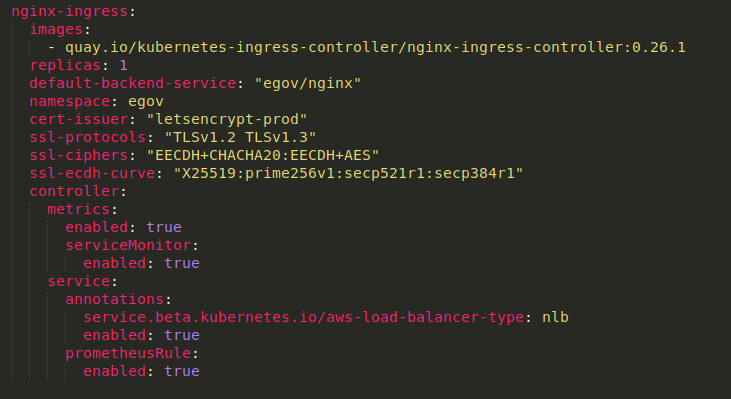 nginx-ingress:
  images:
    - quay.io/kubernetes-ingress-controller/nginx-ingress-controller:0.26.1
  replicas: 1
  default-backend-service: "egov/nginx"
  namespace: egov
  cert-issuer: "letsencrypt-prod"
  ssl-protocols: "TLSv1.2 TLSv1.3"
  ssl-ciphers: "EECDH+CHACHA20:EECDH+AES"
  ssl-ecdh-curve: "X25519:prime256v1:secp521r1:secp384r1"
  controller:
    metrics:
      enabled: true
      serviceMonitor:
        enabled: true
    service:
      annotations:
        service.beta.kubernetes.io/aws-load-balancer-type: nlb
        enabled: true
      prometheusRule:
        enabled: true